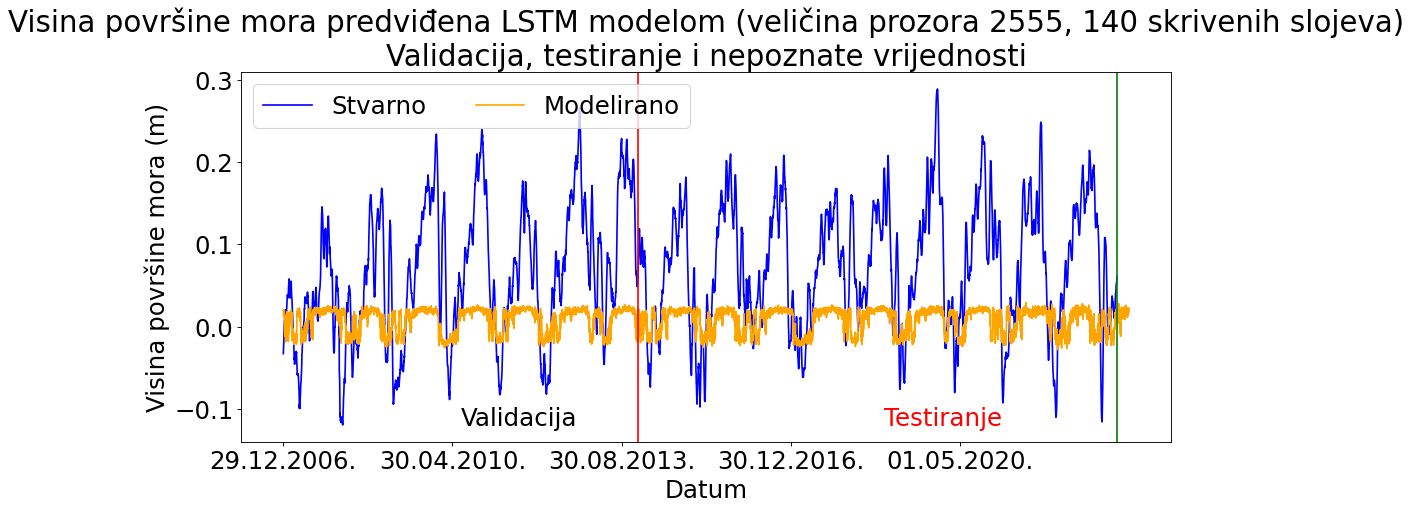 Visina površine mora predviđena LSTM modelom (veličina prozora 2555, 140 skrivenih slojeva)
Validacija, testiranje i nepoznate vrijednosti
Stvarno
Modelirano
Visina površine mora (m)
0.3
0.2
0.1
0.0
−0.1
Validacija
Testiranje
29.12.2006.
30.04.2010.
30.08.2013.
30.12.2016.
01.05.2020.
Datum